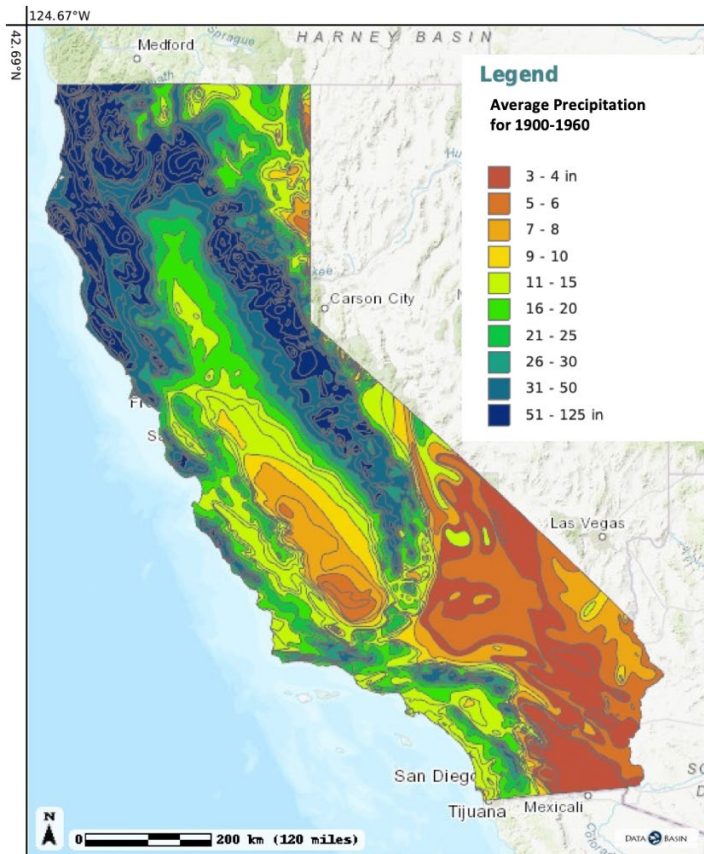 124.67°W
42.69°N
Medford
Sprague
HARNEY BASIN
Legend
Average Precipitation
for 1900-1960
3 - 4 in
5 - 6
7 - 8
9 - 10
11 - 15
16 - 20
21 - 25
26 - 30
31 - 50
51 - 125 in
Carson City
Las Vegas
San Diego
Tijuana
Mexicali
N
0
200 km (120 miles)
DATA BASIN